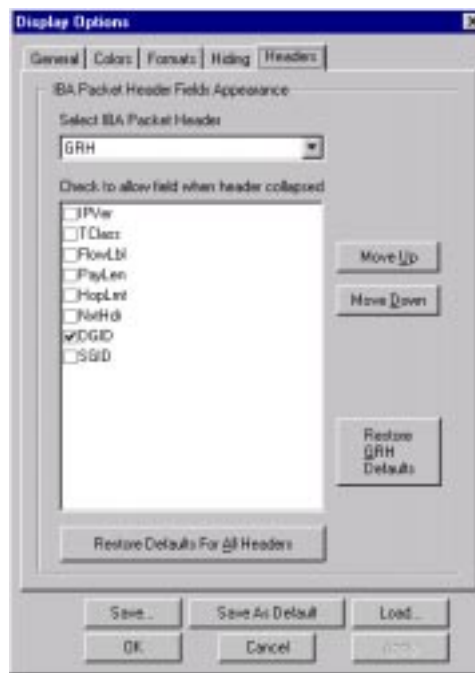 Display Options
General Colors Formats Hiding Headers
IBA Packet Header Fields Appearance
Select IBA Packet Header
GRH
Check to allow field when header collapsed
IPVer
TClass
FlowLbl
PayLen
HopLmt
NxtHdr
DGID
SGID
Move Up
Move Down
Restore
GRH
Defaults
Restore Defaults For All Headers
Save... Save As Default Load...
OK Cancel